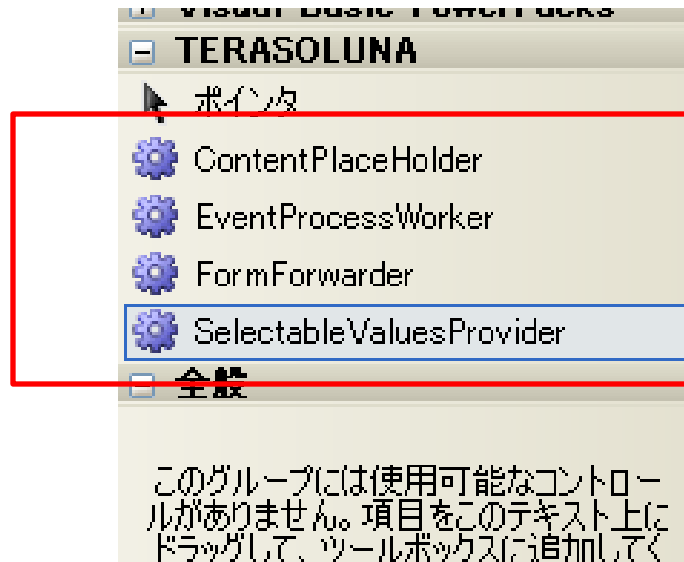 Visual Basic PowerPacks
TERASOLUNA
ポインタ
ContentPlaceHolder
EventProcessWorker
FormForwarder
SelectableValuesProvider
全般
このグループには使用可能なコントロー
ルがありません。項目をこのテキスト上に
ドラッグして、ツールボックスに追加してく